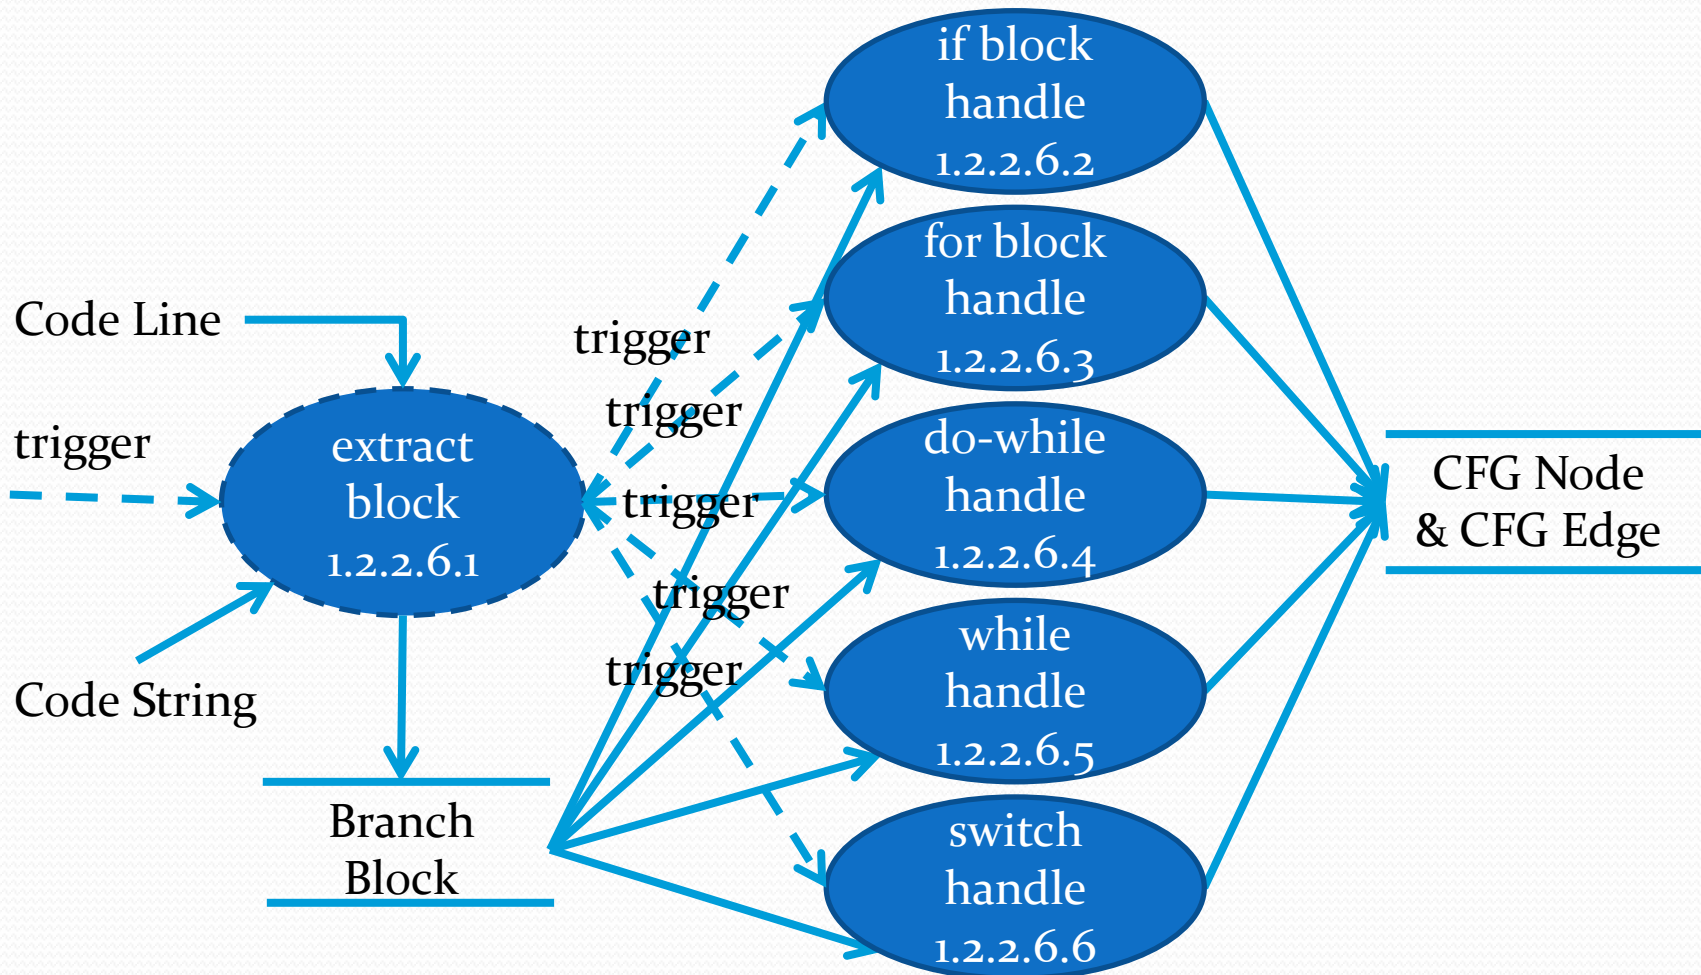 if block
handle
1.2.2.6.2
for block
handle
1.2.2.6.3
Code Line
trigger
trigger
trigger
extract
block
1.2.2.6.1
do-while
handle
1.2.2.6.4
trigger
CFG Node
& CFG Edge
trigger
trigger
Code String
while
handle
1.2.2.6.5
Branch
Block
switch
handle
1.2.2.6.6